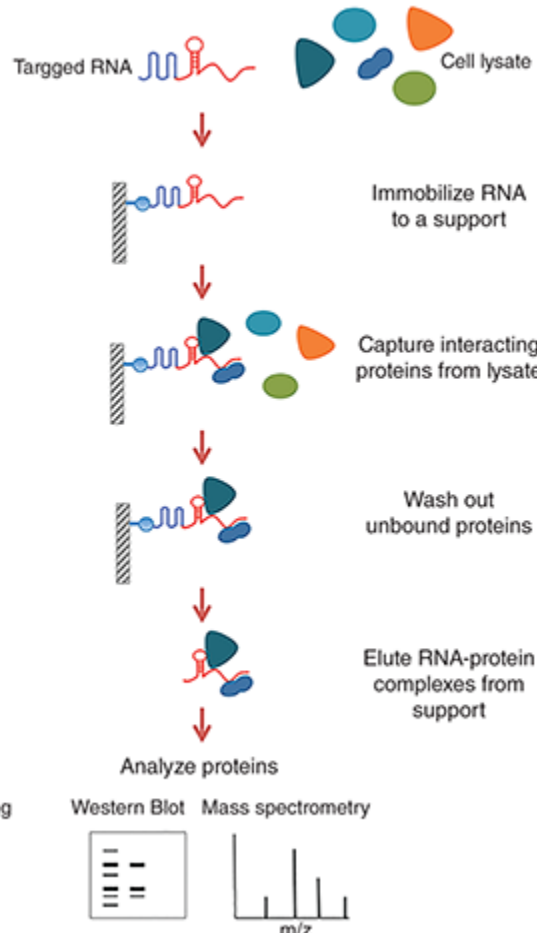 Targged RNA
Cell lysate
Immobilize RNA
to a support
Capture interacting
proteins from lysate
Wash out
unbound proteins
Elute RNA-protein
complexes from
support
Analyze proteins
Western Blot
Mass spectrometry
m/z